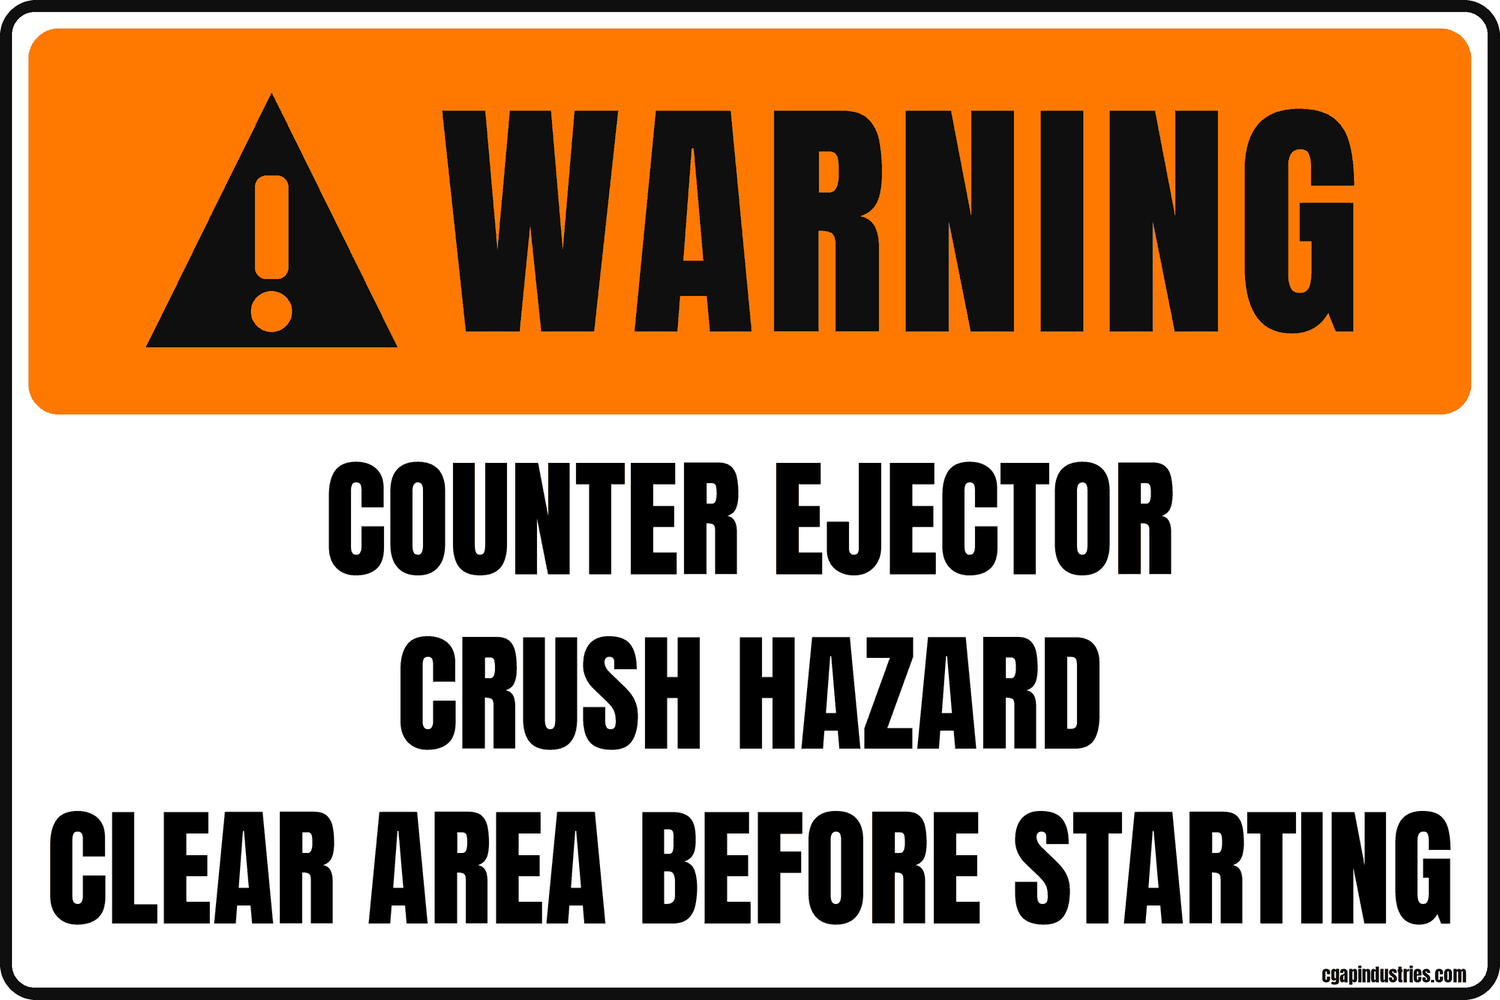 WARNING
COUNTER EJECTOR
CRUSH HAZARD
CLEAR AREA BEFORE STARTING
cgapindustries.com